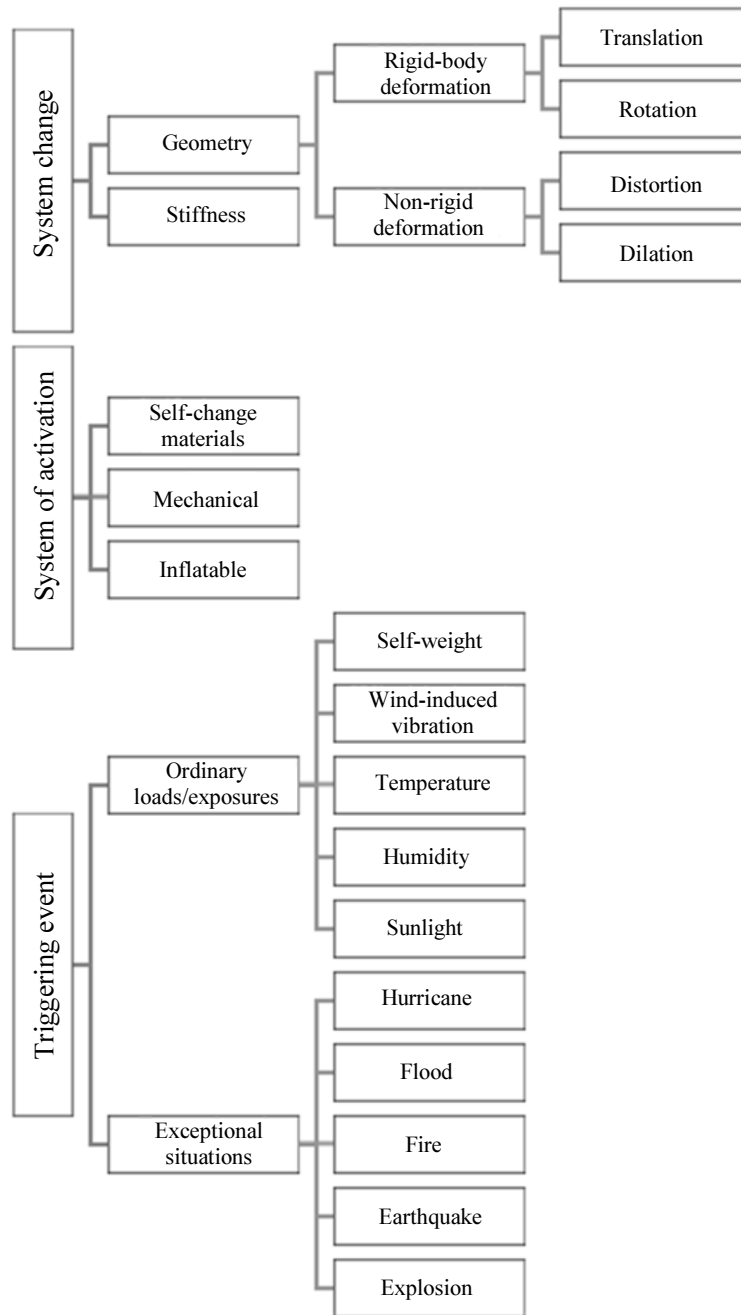 System change
Geometry
Stiffness
Rigid-body
deformation
Non-rigid
deformation
Translation
Rotation
Distortion
Dilation
System of activation
Self-change
materials
Mechanical
Inflatable
Triggering event
Ordinary
loads/exposures
Self-weight
Wind-induced
vibration
Temperature
Humidity
Sunlight
Exceptional
situations
Hurricane
Flood
Fire
Earthquake
Explosion